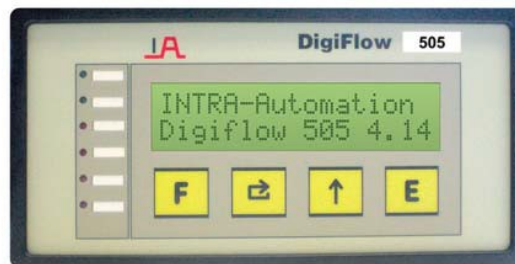 IA
DigiFlow 505
INTRA-Automation
Digiflow 505 4.14
F ↑ E